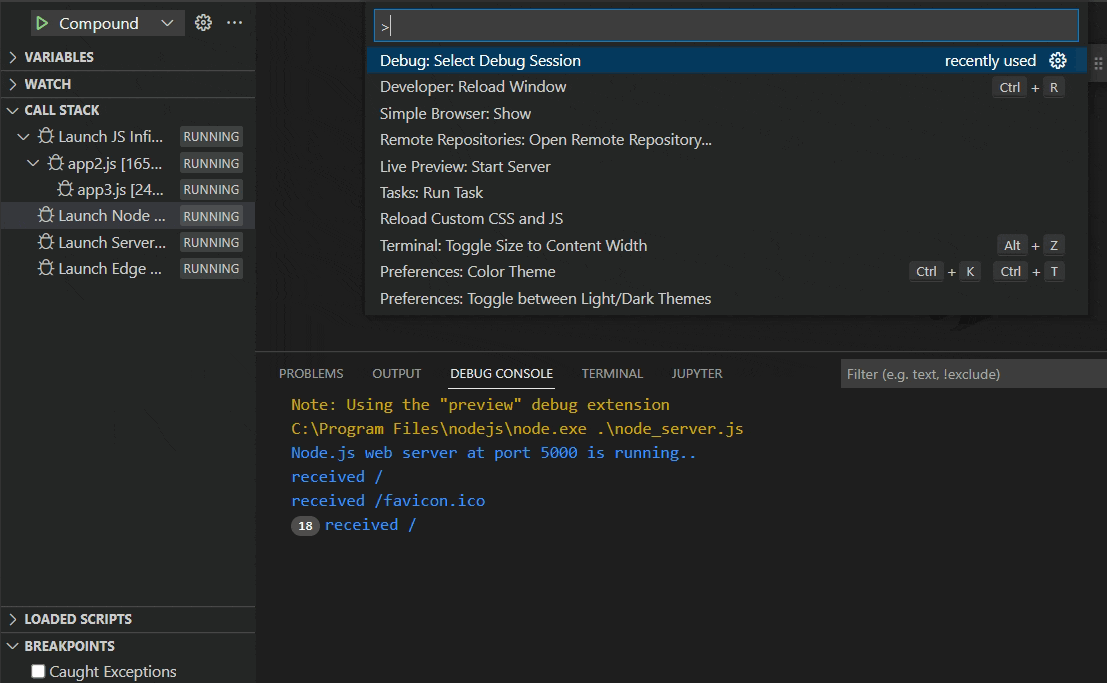 Compound
VARIABLES
WATCH
CALL STACK
Launch JS Infi... RUNNING
app2.js [165... RUNNING
app3.js [24... RUNNING
Launch Node ... RUNNING
Launch Server... RUNNING
Launch Edge ... RUNNING
LOADED SCRIPTS
BREAKPOINTS
Caught Exceptions
>
Debug: Select Debug Session recently used
Developer: Reload Window Ctrl + R
Simple Browser: Show
Remote Repositories: Open Remote Repository...
Live Preview: Start Server
Tasks: Run Task
Reload Custom CSS and JS
Terminal: Toggle Size to Content Width Alt + Z
Preferences: Color Theme Ctrl + K Ctrl + T
Preferences: Toggle between Light/Dark Themes
PROBLEMS OUTPUT DEBUG CONSOLE TERMINAL JUPYTER Filter (e.g. text, !exclude)
Note: Using the "preview" debug extension
C:\Program Files\nodejs\node.exe .\node_server.js
Node.js web server at port 5000 is running..
received /
received /favicon.ico
18 received /